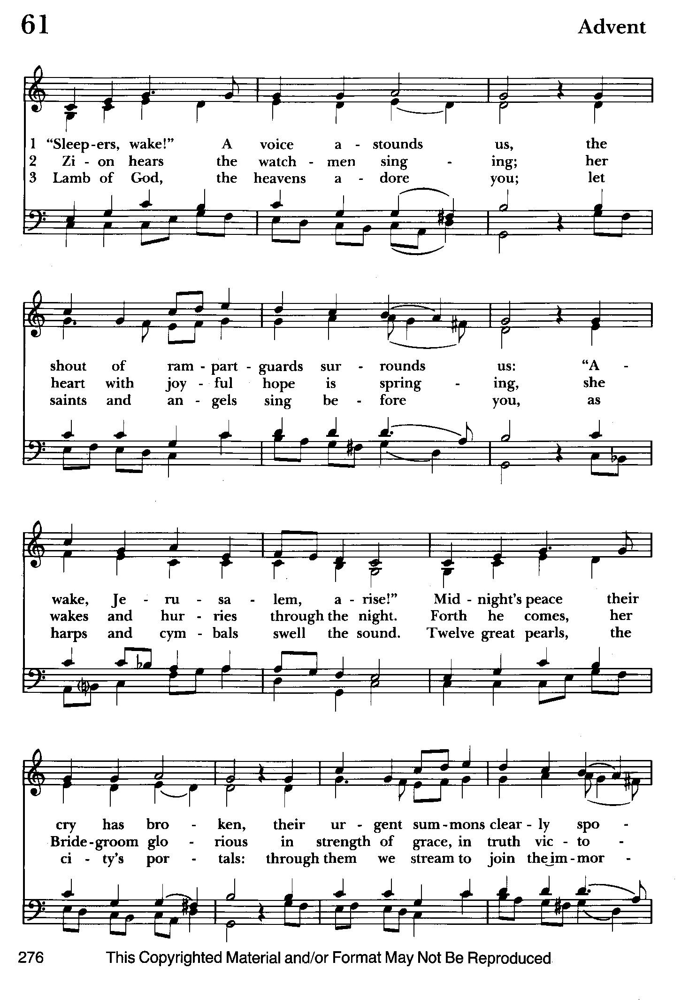 61
Advent
1 “Sleep-ers, wake!” A voice a - stounds us, the
2 Zi - on hears the watch - men sing - ing; her
3 Lamb of God, the heavens a - dore you; let
shout of ram - part - guards sur - rounds us: “A -
heart with joy - ful hope is spring - ing, she
saints and an - gels sing be - fore you, as
wake, Je - ru - sa - lem, a - rise!” Mid - night’s peace their
wakes and hur - ries through the night. Forth he comes, her
harps and cym - bals swell the sound. Twelve great pearls, the
cry has bro - ken, their ur - gent sum - mons clear - ly spo -
Bride - groom glo - rious in strength of grace, in truth vic - to -
ci - ty’s por - tals: through them we stream to join the im - mor -
276 This Copyrighted Material and/or Format May Not Be Reproduced